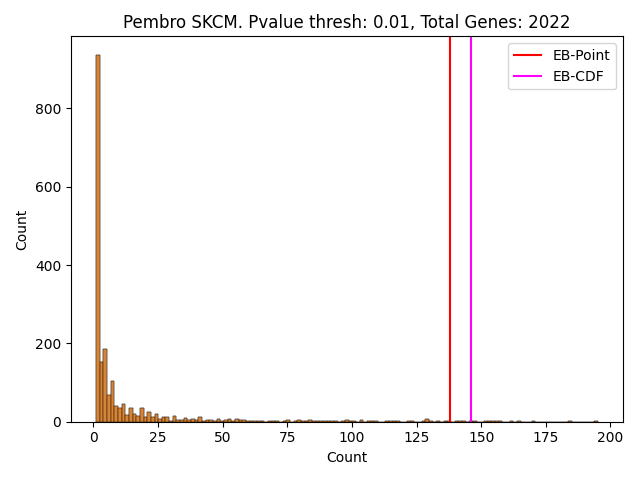 Pembro SKCM. Pvalue thresh: 0.01, Total Genes: 2022
EB-Point
EB-CDF
Count
800
600
400
200
0
0 25 50 75 100 125 150 175 200
Count